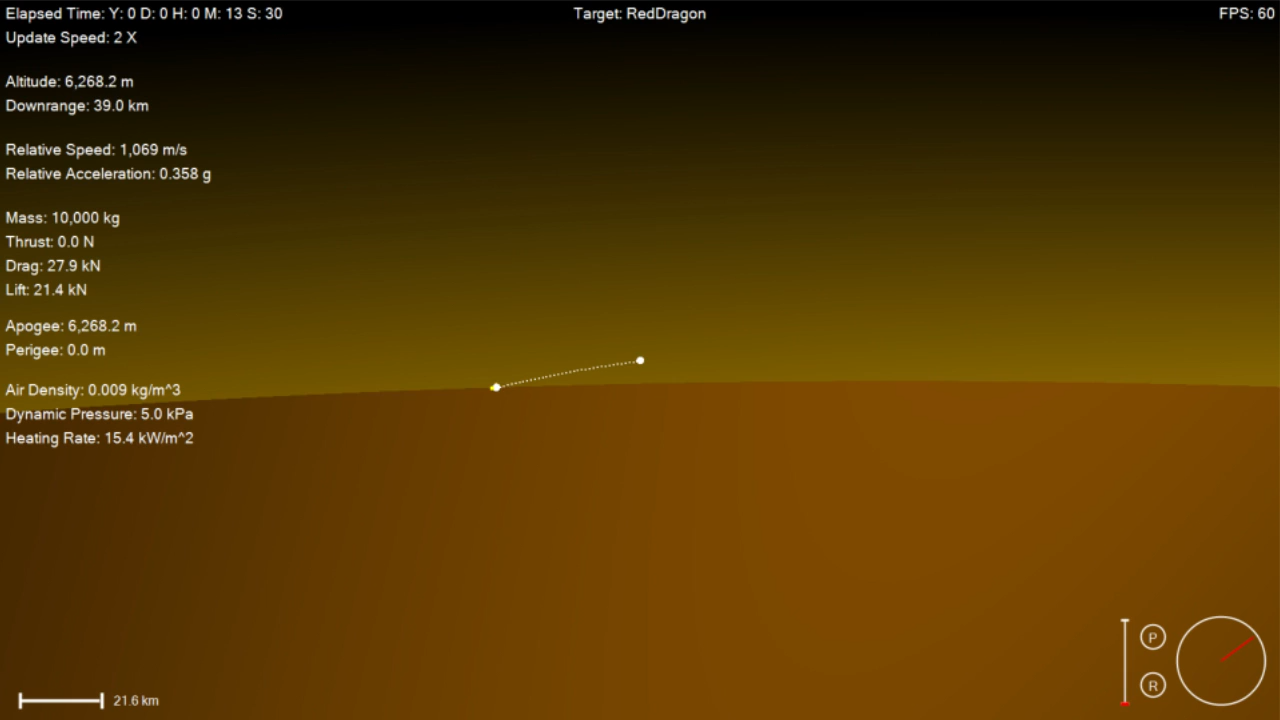 Elapsed Time: Y: 0 D: 0 H: 0 M: 13 S: 30
Target: RedDragon
FPS: 60
Update Speed: 2 X
Altitude: 6,268.2 m
Downrange: 39.0 km
Relative Speed: 1,069 m/s
Relative Acceleration: 0.358 g
Mass: 10,000 kg
Thrust: 0.0 N
Drag: 27.9 kN
Lift: 21.4 kN
Apogee: 6,268.2 m
Perigee: 0.0 m
Air Density: 0.009 kg/m^3
Dynamic Pressure: 5.0 kPa
Heating Rate: 15.4 kW/m^2
P
R
21.6 km